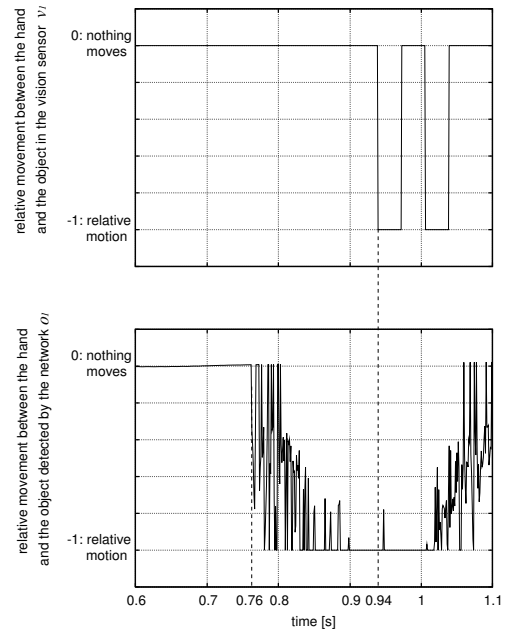 relative movement between the hand
and the object in the vision sensor vₗ
0: nothing
moves
-1: relative
motion
relative movement between the hand
and the object detected by the network oₗ
0: nothing
moves
-1: relative
motion
0.6 0.7 0.76 0.8 0.9 0.94 1 1.1
time [s]